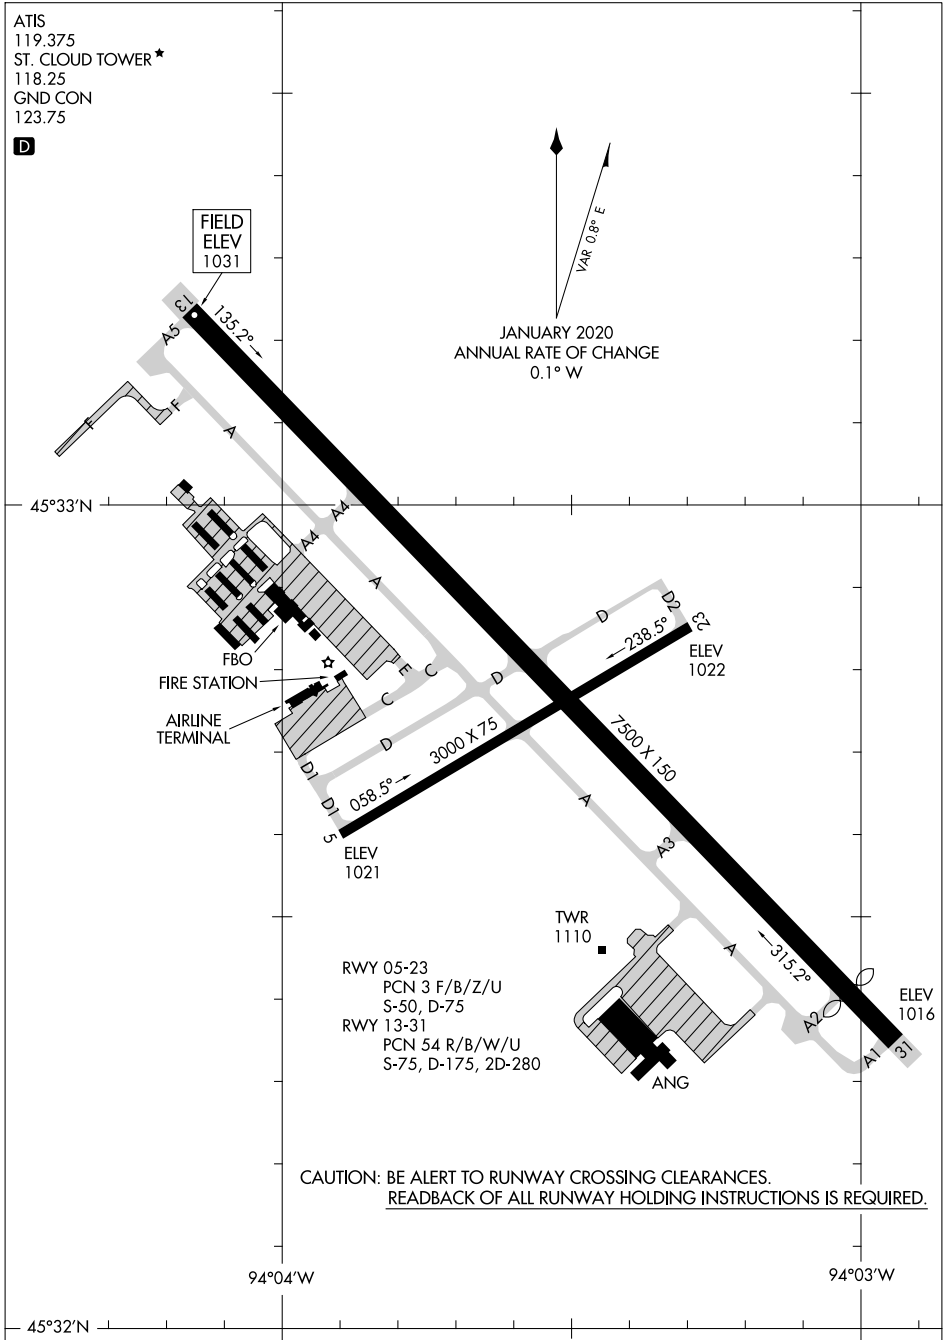 ATIS
119.375
ST. CLOUD TOWER ★
118.25
GND CON
123.75
D
FIELD
ELEV
1031
VAR 0.8° E
JANUARY 2020
ANNUAL RATE OF CHANGE
0.1° W
13
135.2°
A5
F
F
A
45°33'N
A4
A4
A
D
D2
23
238.5°
ELEV
1022
FBO
FIRE STATION
AIRLINE
TERMINAL
E
C
C
D
D
3000 X 75
7500 X 150
D1
D1
058.5°
5
ELEV
1021
A
A3
TWR
1110
A
315.2°
ELEV
1016
A2
A1
31
ANG
RWY 05-23
PCN 3 F/B/Z/U
S-50, D-75
RWY 13-31
PCN 54 R/B/W/U
S-75, D-175, 2D-280
CAUTION: BE ALERT TO RUNWAY CROSSING CLEARANCES.
READBACK OF ALL RUNWAY HOLDING INSTRUCTIONS IS REQUIRED.
94°04'W
94°03'W
45°32'N